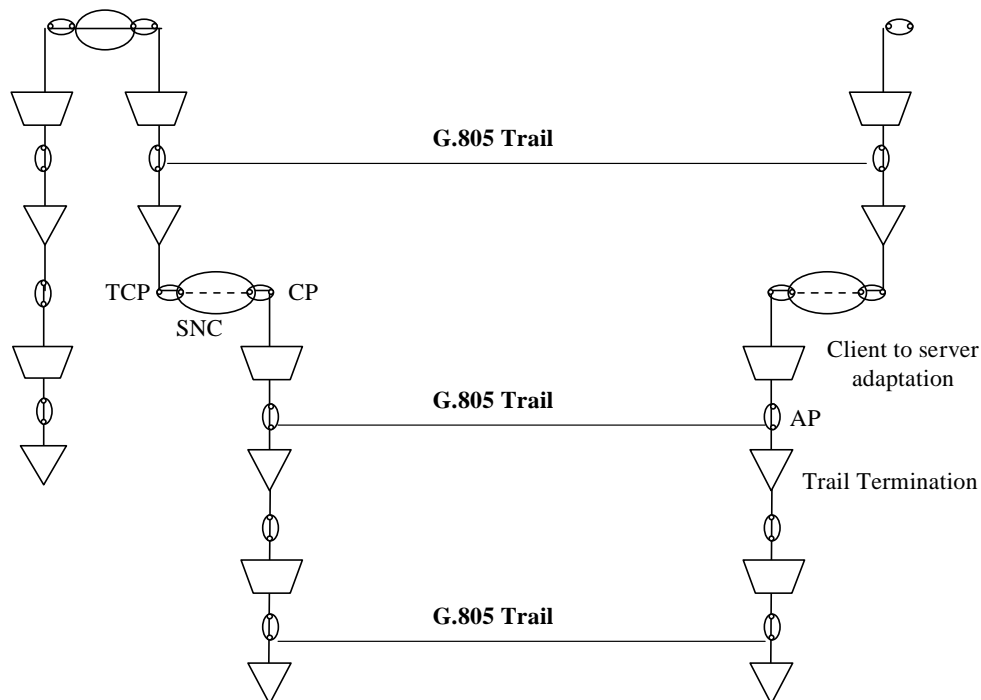 G.805 Trail
TCP
CP
SNC
Client to server
adaptation
G.805 Trail
AP
Trail Termination
G.805 Trail